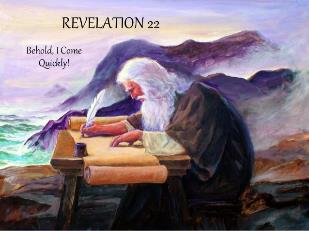 REVELATION 22
Behold, I Come
Quickly!